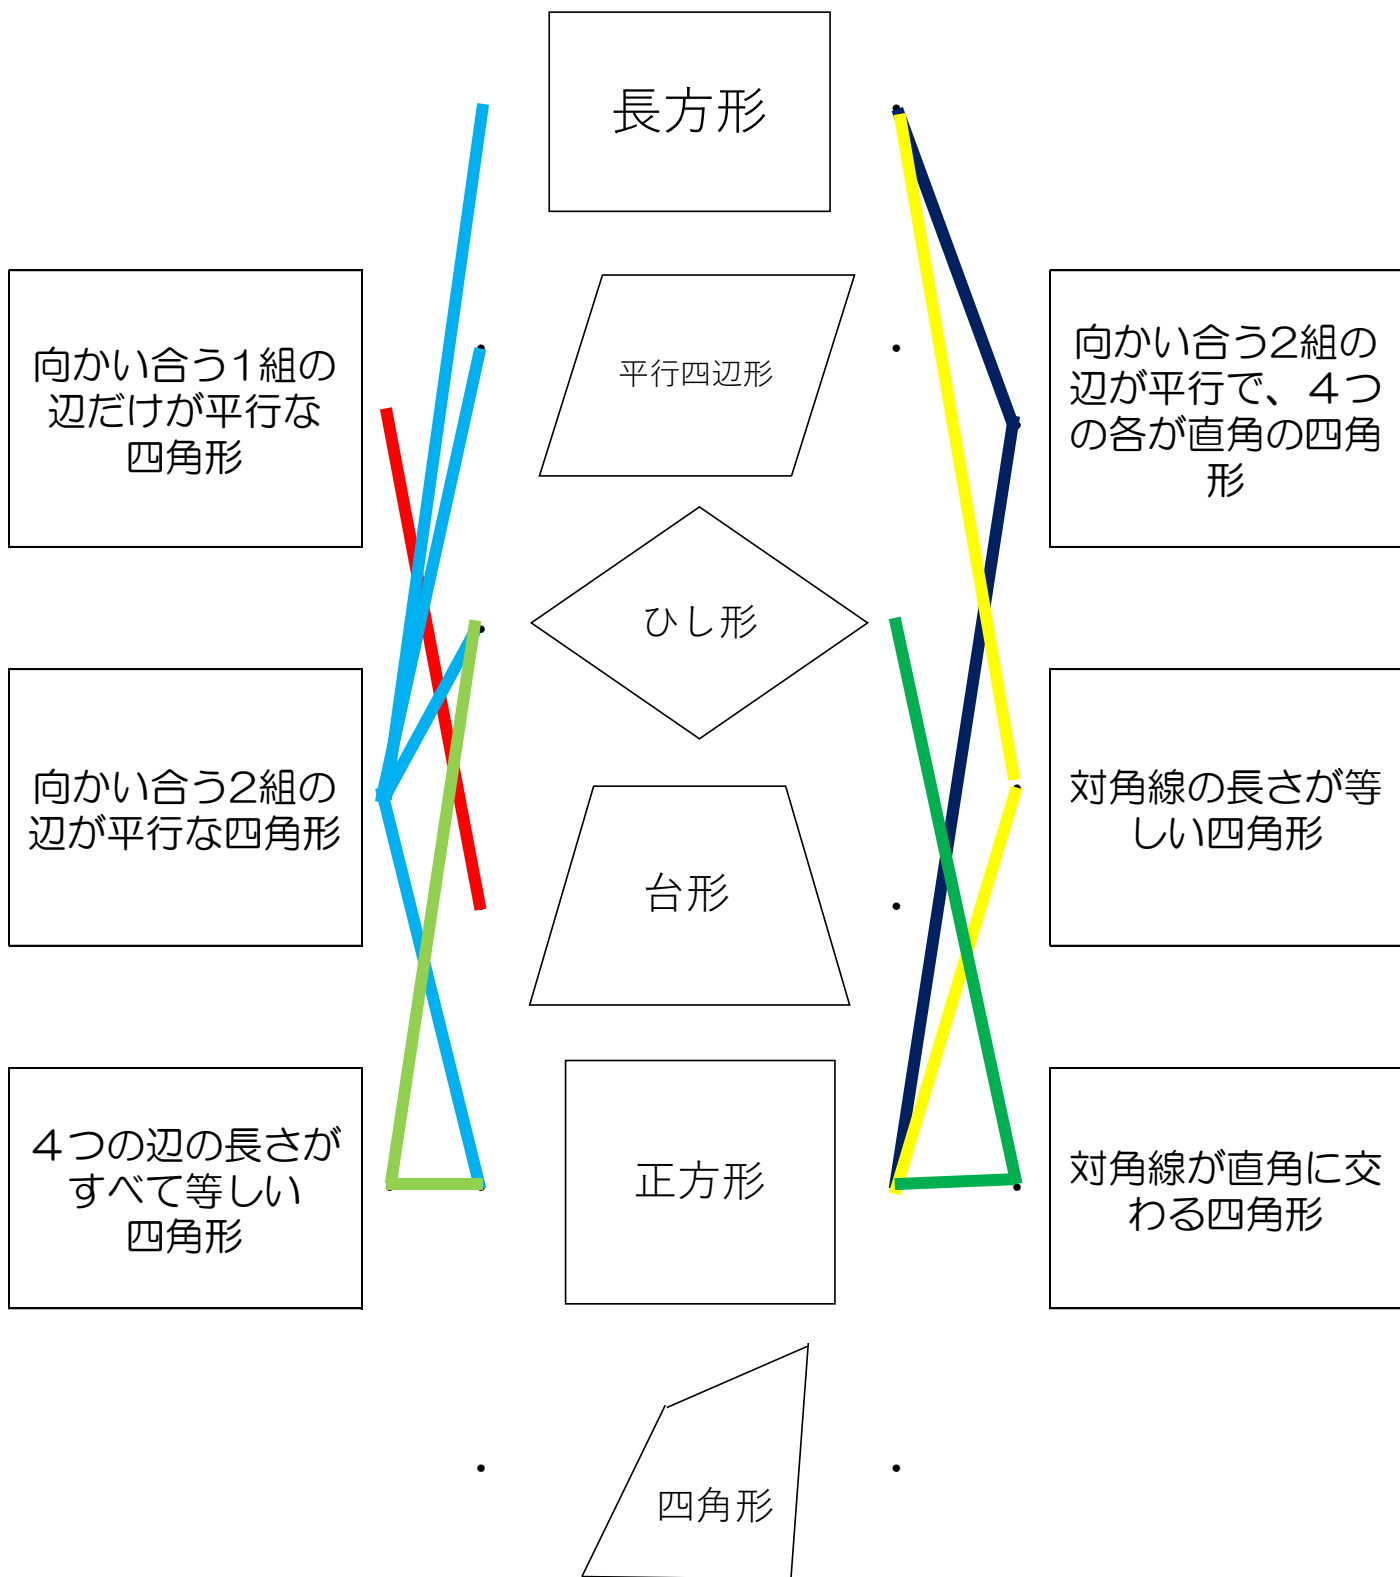 長方形
向かい合う1組の
辺だけが平行な
四角形
平行四辺形
向かい合う2組の
辺が平行で、４つ
の各が直角の四角
形
ひし形
向かい合う2組の
辺が平行な四角形
台形
対角線の長さが等
しい四角形
４つの辺の長さが
すべて等しい
四角形
正方形
対角線が直角に交
わる四角形
四角形